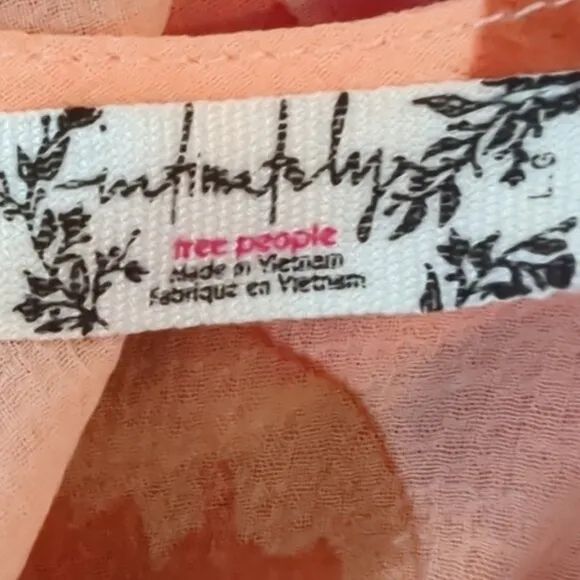 intimately
free people
Made in Vietnam
Fabriqué en Vietnam
L.G